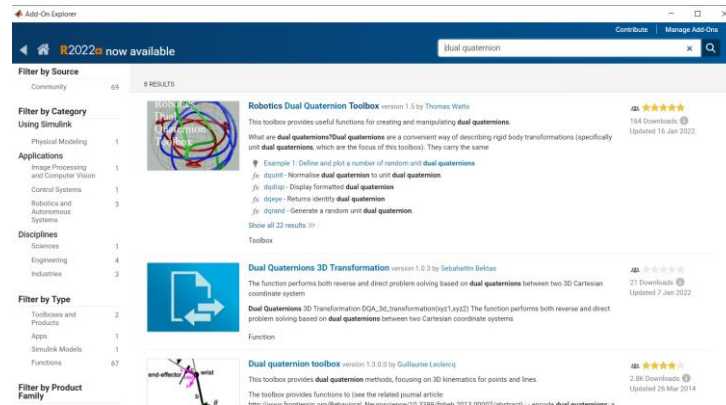 Add-On Explorer
Contribute | Manage Add-Ons
R2022a now available
dual quaternion
Filter by Source
Community 69
Filter by Category
Using Simulink
Physical Modeling 1
Applications
Image Processing
and Computer Vision 1
Control Systems 1
Robotics and
Autonomous
Systems 3
Disciplines
Sciences 1
Engineering 4
Industries 3
Filter by Type
Toolboxes and
Products 2
Apps 1
Simulink Models 1
Functions 67
Filter by Product
Family
8 RESULTS
Robotics
Dual
Quaternion
Toolbox
Robotics Dual Quaternion Toolbox version 1.5 by Thomas Watts
This toolbox provides useful functions for creating and manipulating dual quaternions.
What are dual quaternions?Dual quaternions are a convenient way of describing rigid body transformations (specifically
unit dual quaternions, which are the focus of this toolbox). They carry the same
Example 1: Define and plot a number of random unit dual quaternions
fx dqunit - Normalise dual quaternion to unit dual quaternion.
fx dqdisp - Display formatted dual quaternion
fx dqeye - Returns identity dual quaternion
fx dqrand - Generate a random unit dual quaternion.
Show all 22 results >>
Toolbox
164 Downloads
Updated 16 Jan 2022
Dual Quaternions 3D Transformation version 1.0.3 by Sebahattin Bektas
The function performs both reverse and direct problem solving based on dual quaternions between two 3D Cartesian
coordinate system
Dual Quaternions 3D Transformation DQA_3d_transformation(xyz1,xyz2) The function performs both reverse and direct
problem solving based on dual quaternions between two Cartesian coordinate systems
Function
21 Downloads
Updated 7 Jan 2022
end-effector
wrist
Dual quaternion toolbox version 1.3.0.0 by Guillaume Leclercq
This toolbox provides dual quaternion methods, focusing on 3D kinematics for points and lines.
The toolbox provides functions to (see the related journal article:
2.8K Downloads
Updated 26 Mar 2014